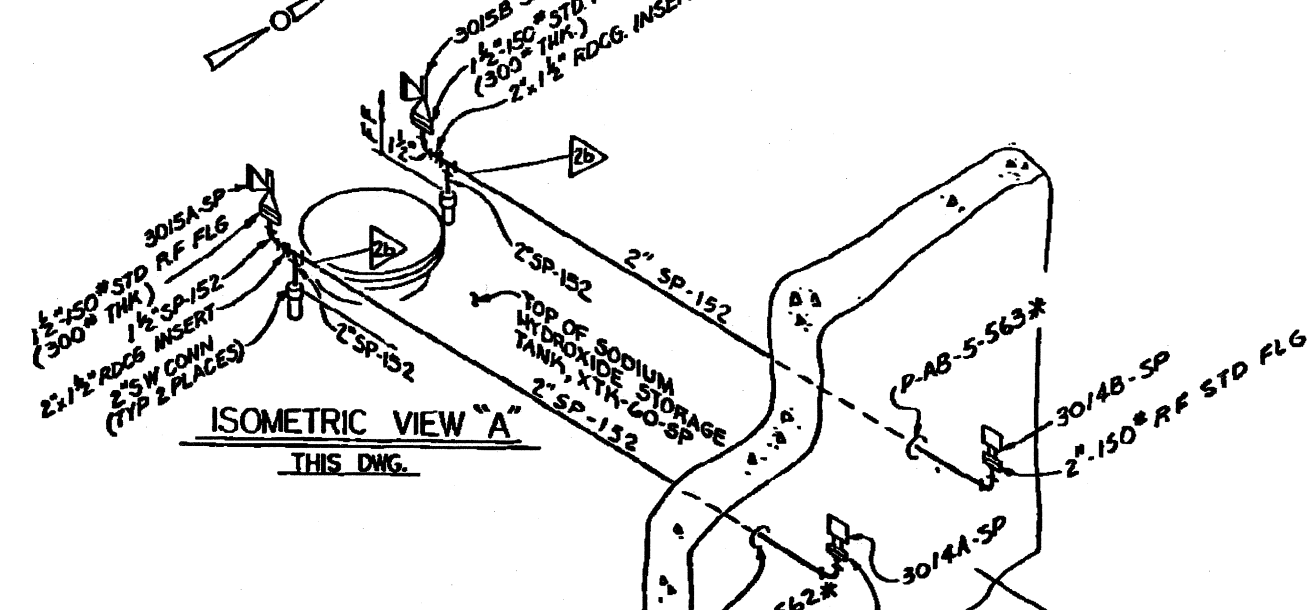 3015B
1½"-150# STD.
(300# THK.)
2"x1½" RDCG. INSERT
1½"
2b
3015A-SP
1½"-150# STD R.F FLG
(300# THK)
1½" SP-152
2"x1½" RDCG INSERT
2" SW CONN
(TYP 2 PLACES)
2b
2" SP-152
2" SP-152
2" SP-152
TOP OF SODIUM
HYDROXIDE STORAGE
TANK, XTK-60-SP
2" SP-152
ISOMETRIC VIEW "A"
THIS DWG.
P-AB-5-563*
3014B-SP
2"-150# RF STD FLG
3014A-SP
562*